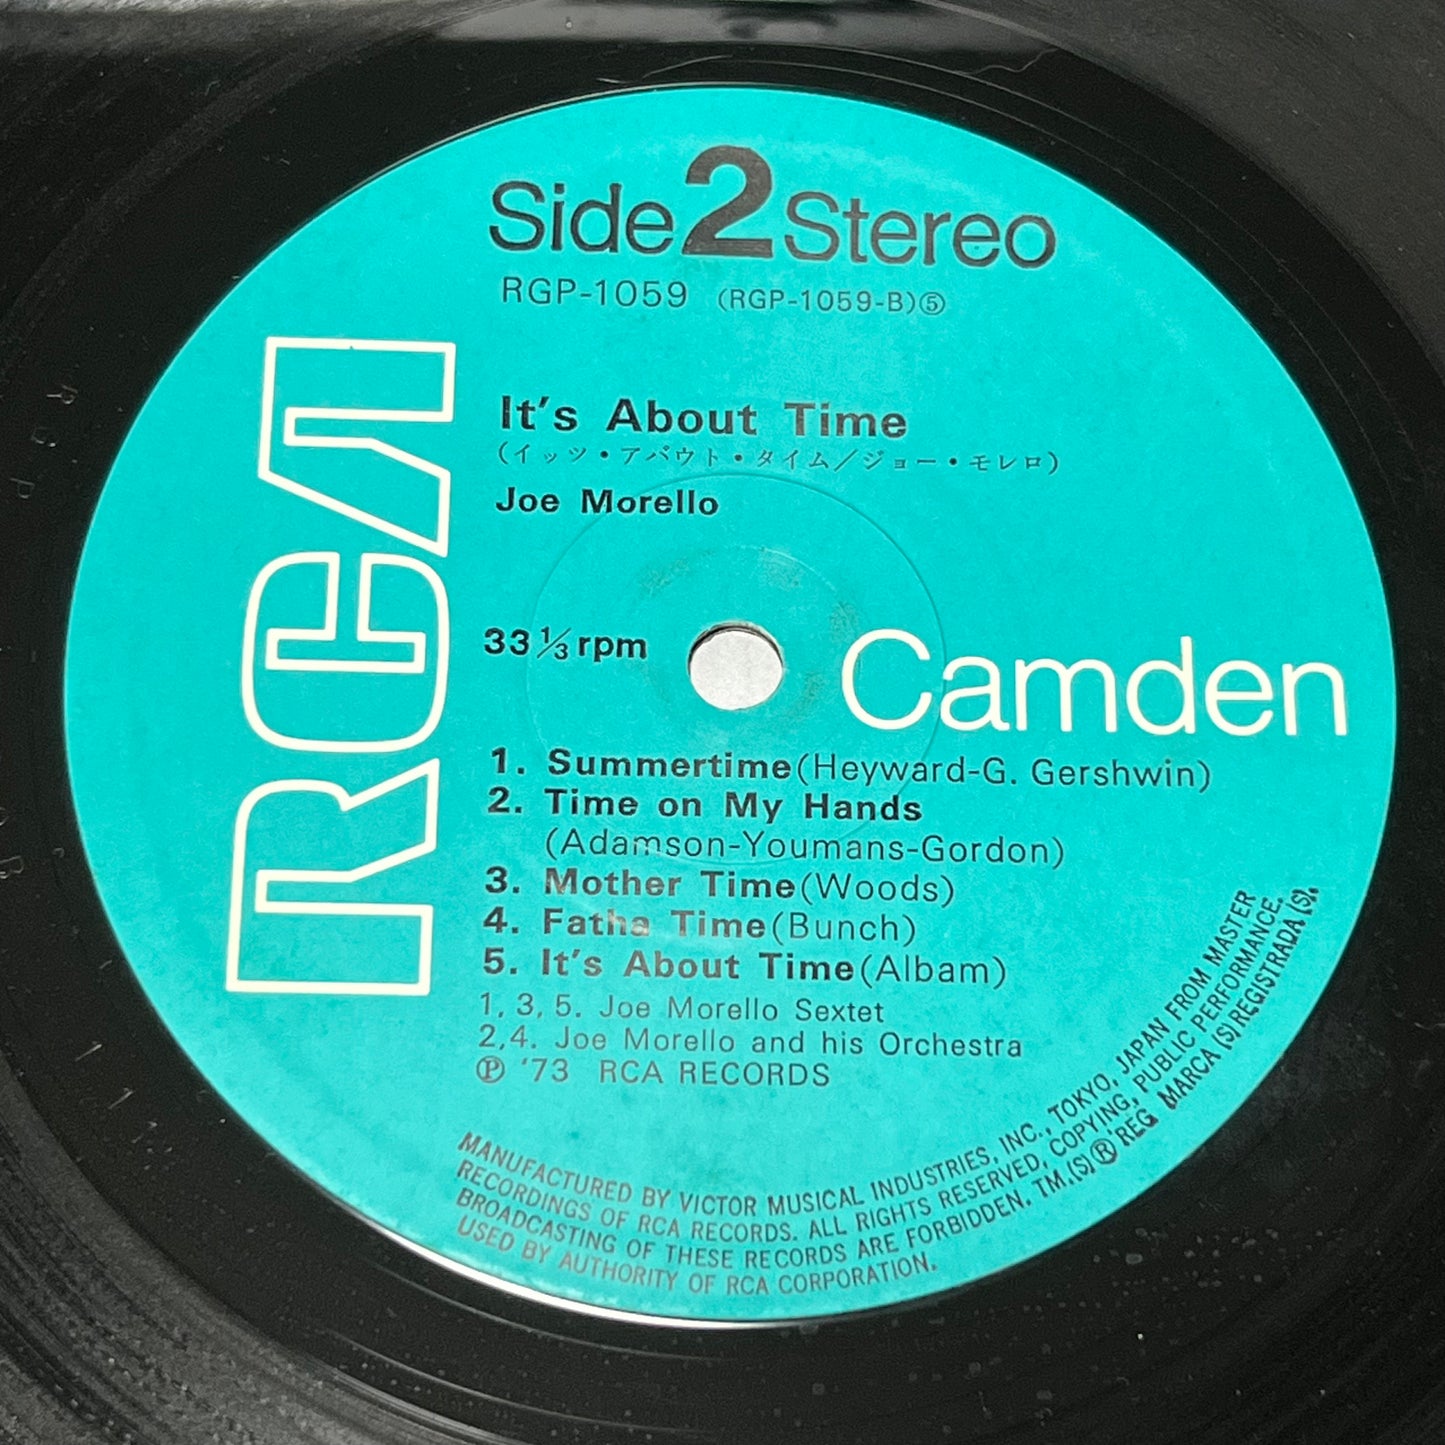 Side 2 Stereo
RGP-1059 (RGP-1059-B)⑤
It's About Time
(イッツ・アバウト・タイム/ジョー・モレロ)
Joe Morello
33 1/3 rpm
RCA
Camden
1. Summertime(Heyward-G. Gershwin)
2. Time on My Hands
(Adamson-Youmans-Gordon)
3. Mother Time(Woods)
4. Fatha Time(Bunch)
5. It's About Time(Albam)
1, 3, 5. Joe Morello Sextet
2,4. Joe Morello and his Orchestra
℗ '73 RCA RECORDS
MANUFACTURED BY VICTOR MUSICAL INDUSTRIES, INC., TOKYO, JAPAN FROM MASTER
RECORDINGS OF RCA RECORDS. ALL RIGHTS RESERVED, COPYING, PUBLIC PERFORMANCE,
BROADCASTING OF THESE RECORDS ARE FORBIDDEN. TM,(S)® REG MARCA (S) REGISTRADA (S),
USED BY AUTHORITY OF RCA CORPORATION.